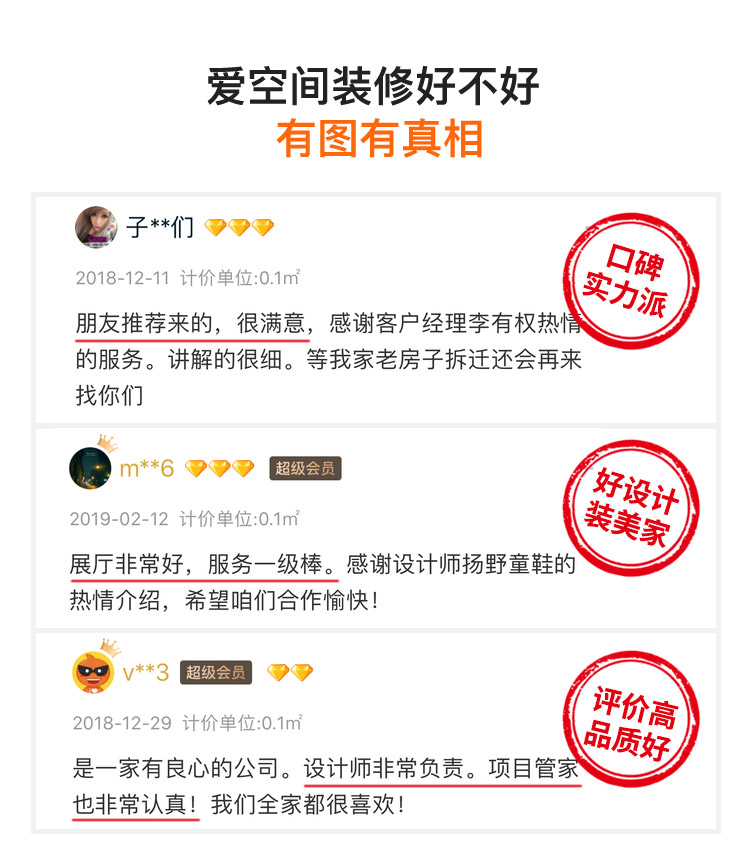 爱空间装修好不好
有图有真相
子**们
2018-12-11 计价单位:0.1㎡
朋友推荐来的，很满意，感谢客户经理李有权热情
的服务。讲解的很细。等我家老房子拆迁还会再来
找你们
口碑
实力派
m**6 超级会员
2019-02-12 计价单位:0.1㎡
展厅非常好，服务一级棒。感谢设计师扬野童鞋的
热情介绍，希望咱们合作愉快！
好设计
装美家
v**3 超级会员
2018-12-29 计价单位:0.1㎡
是一家有良心的公司。设计师非常负责。项目管家
也非常认真！我们全家都很喜欢！
评价高
品质好